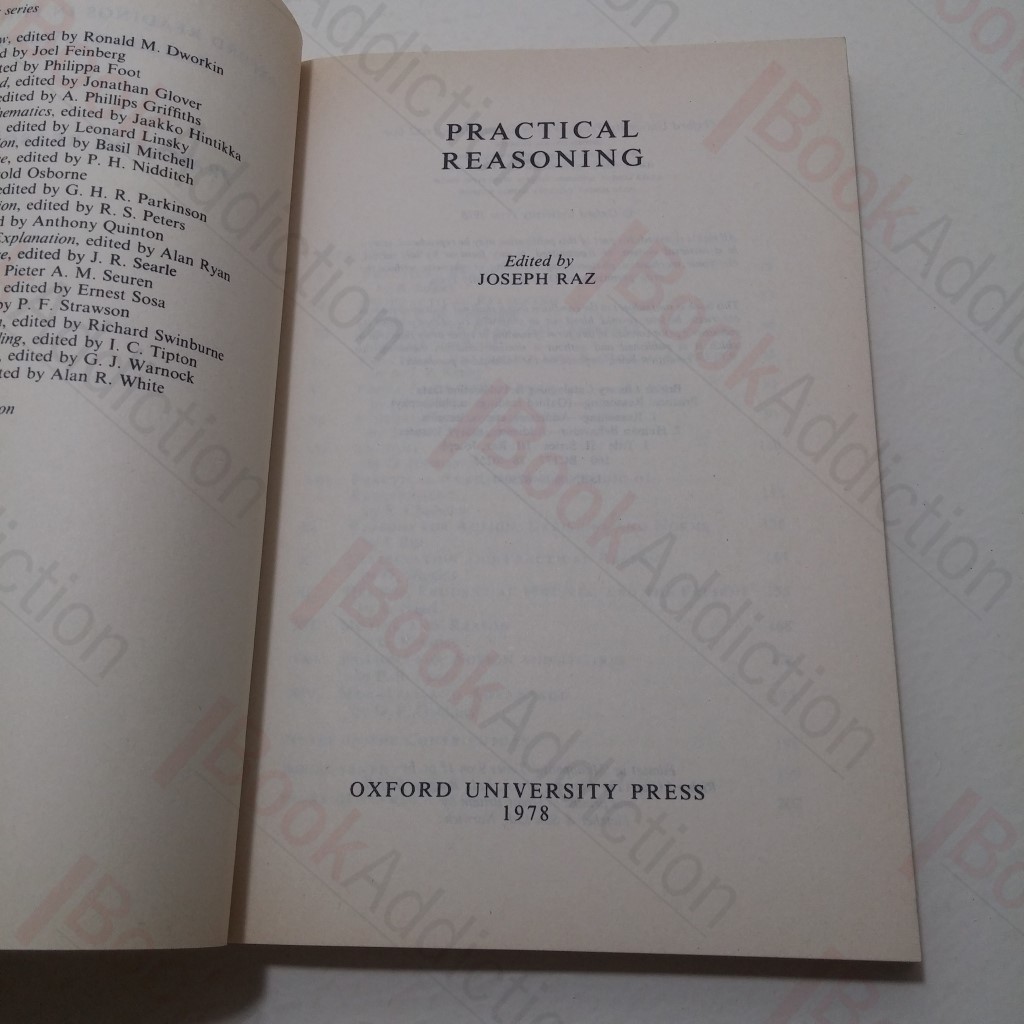 series
w, edited by Ronald M. Dworkin
d by Joel Feinberg
ted by Philippa Foot
d, edited by Jonathan Glover
edited by A. Phillips Griffiths
hematics, edited by Jaakko Hintikka
, edited by Leonard Linsky
on, edited by Basil Mitchell
e, edited by P. H. Nidditch
old Osborne
edited by G. H. R. Parkinson
ion, edited by R. S. Peters
d by Anthony Quinton
Explanation, edited by Alan Ryan
ge, edited by J. R. Searle
Pieter A. M. Seuren
edited by Ernest Sosa
by P. F. Strawson
n, edited by Richard Swinburne
ling, edited by I. C. Tipton
, edited by G. J. Warnock
ted by Alan R. White
on
PRACTICAL
REASONING
Edited by
JOSEPH RAZ
OXFORD UNIVERSITY PRESS
1978
BookAddiction